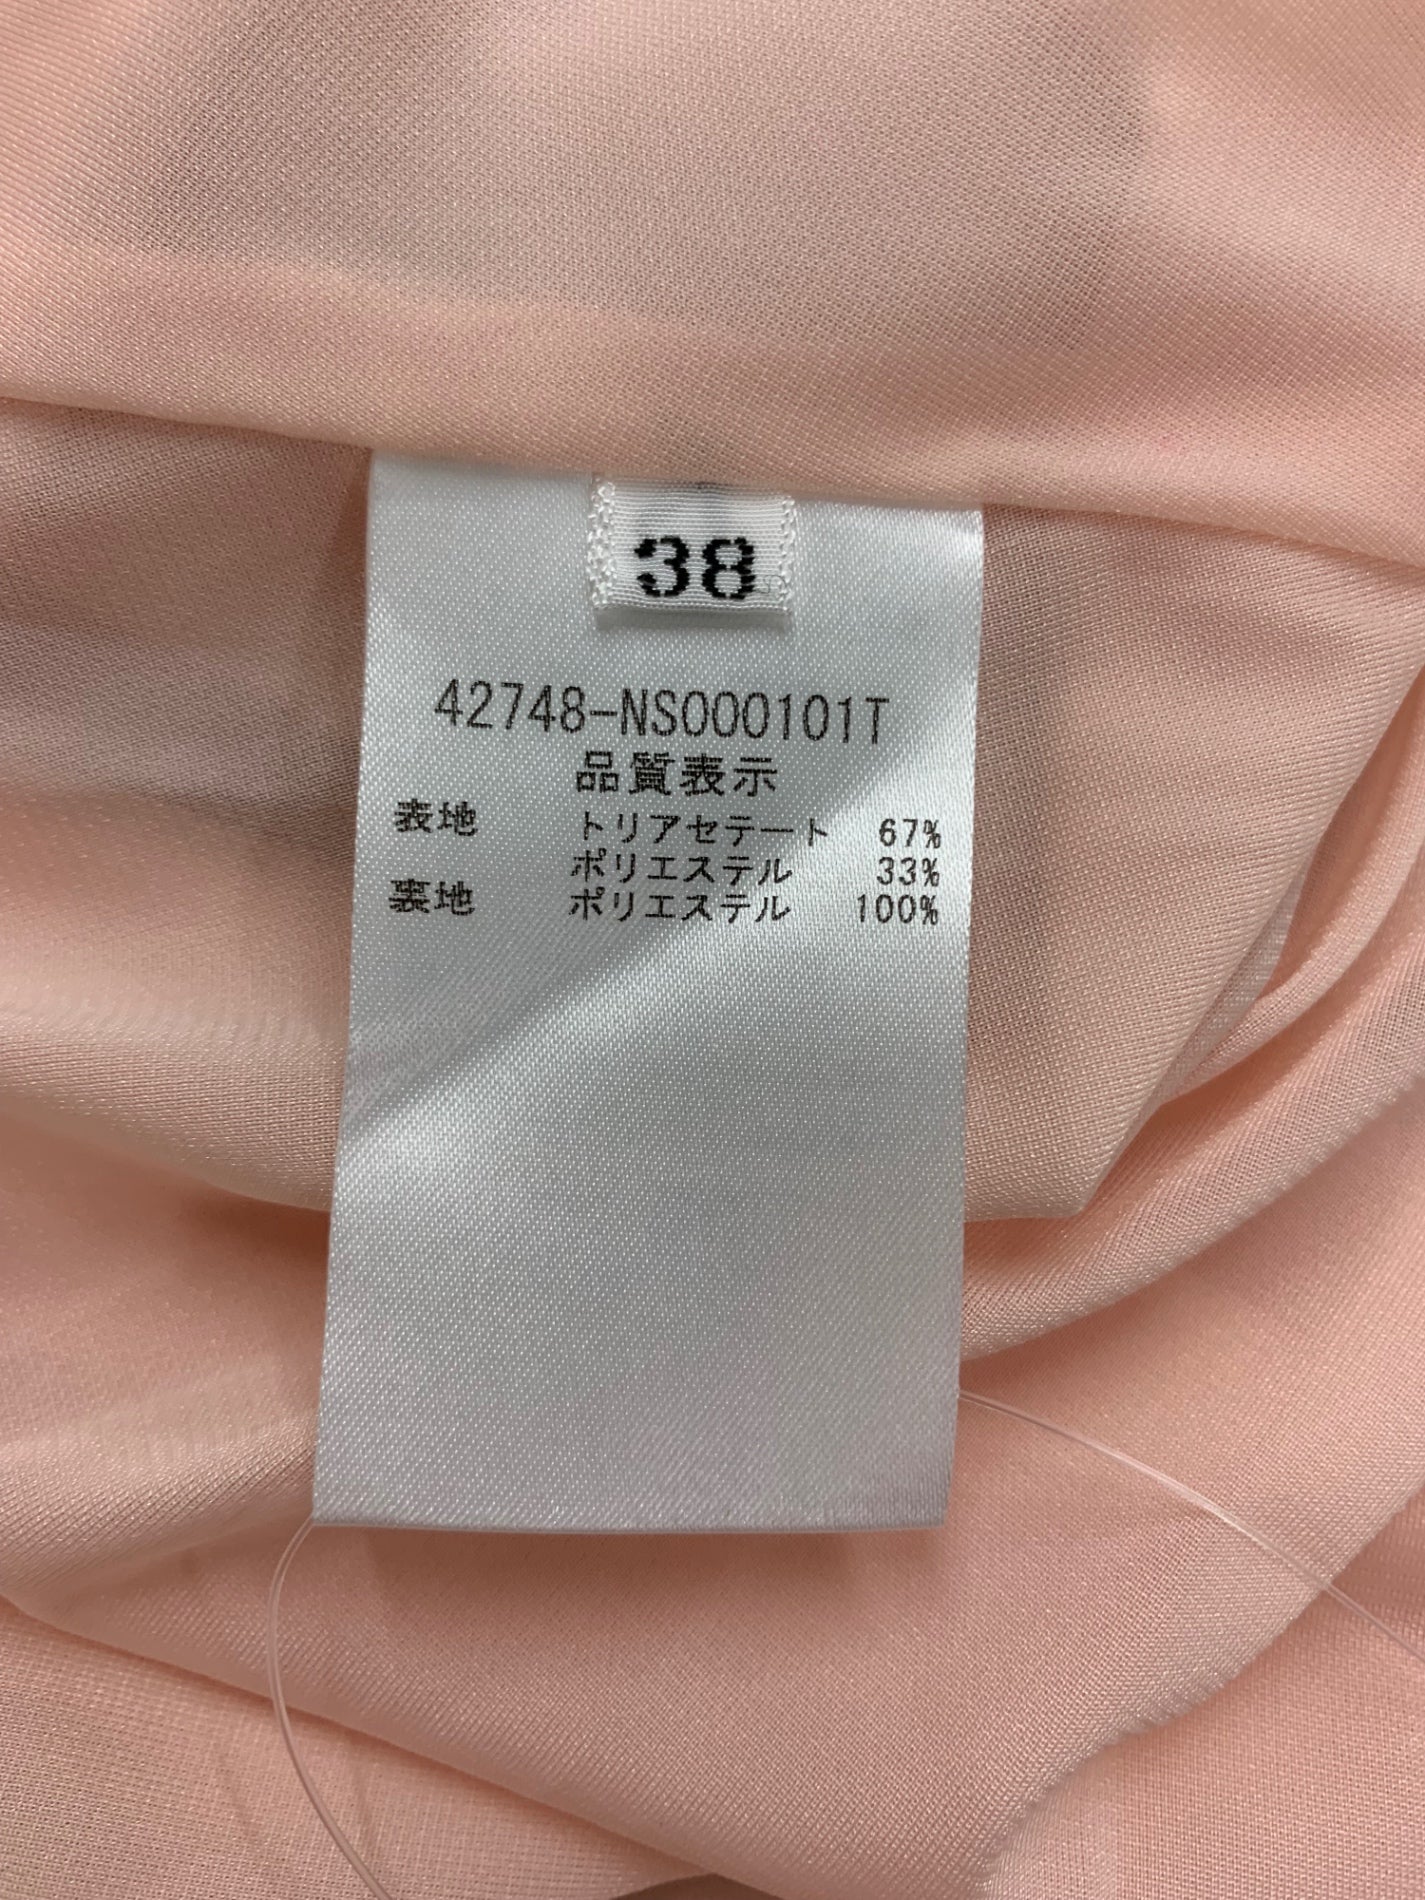 38
42748-NS000101T
品質表示
表地 トリアセテート 67%
ポリエステル 33%
裏地 ポリエステル 100%